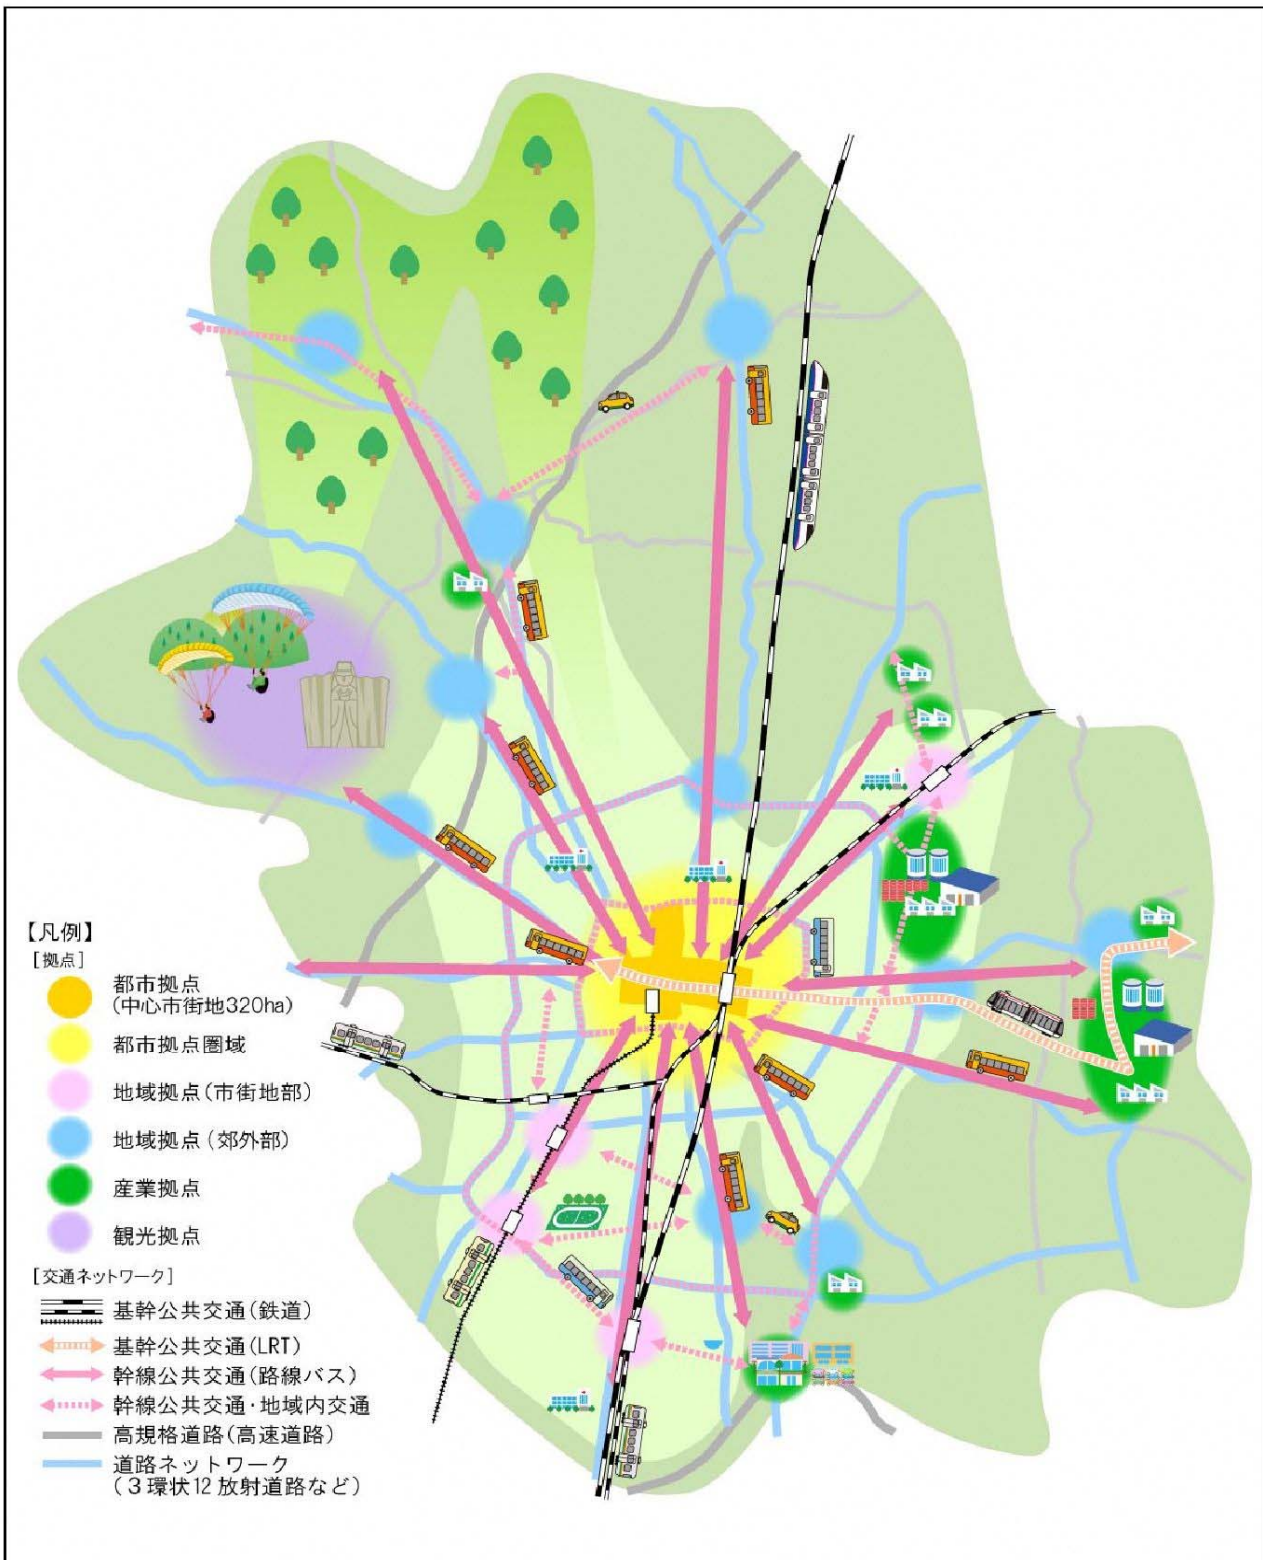 【凡例】
[拠点]
都市拠点
(中心市街地320ha)
都市拠点圏域
地域拠点(市街地部)
地域拠点(郊外部)
産業拠点
観光拠点
[交通ネットワーク]
基幹公共交通(鉄道)
基幹公共交通(LRT)
幹線公共交通(路線バス)
幹線公共交通・地域内交通
高規格道路(高速道路)
道路ネットワーク
(３環状12放射道路など)